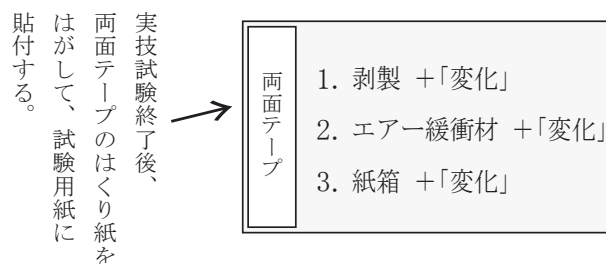 実技試験終了後、
両面テープのはくり紙を
はがして、試験用紙に
貼付する。
両面テープ
1. 剥製 +「変化」
2. エアー緩衝材 +「変化」
3. 紙箱 +「変化」